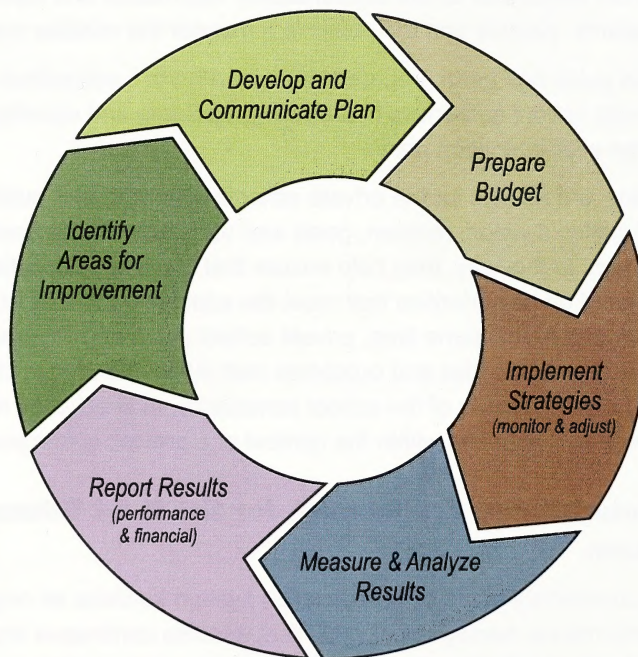 Develop and
Communicate Plan
Prepare
Budget
Implement
Strategies
(monitor & adjust)
Measure & Analyze
Results
Report Results
(performance
& financial)
Identify
Areas for
Improvement